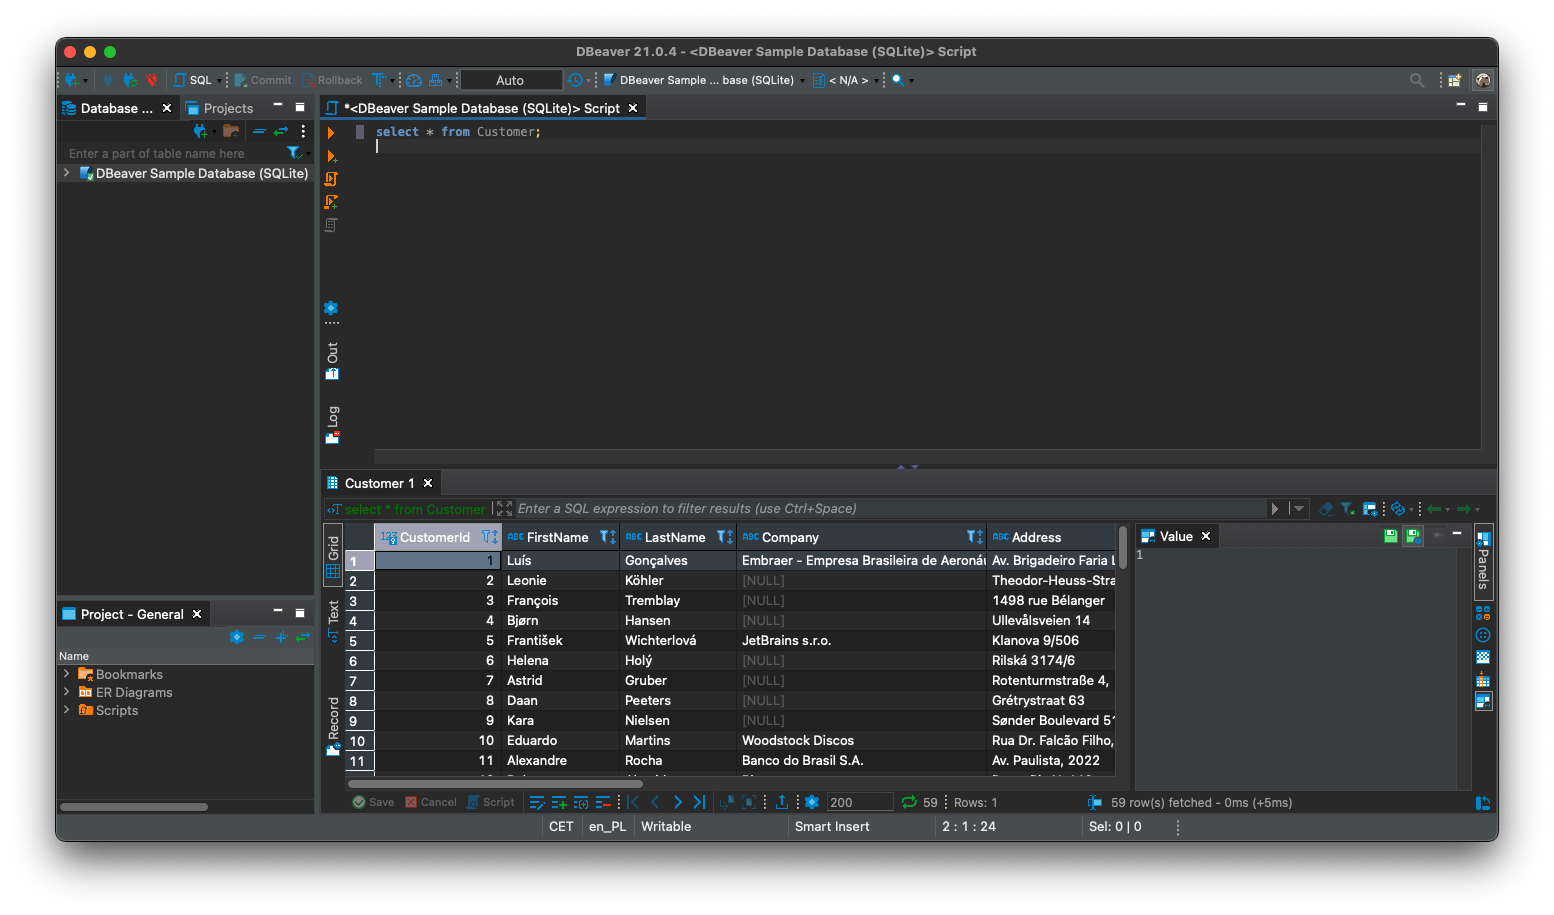 DBeaver 21.0.4 - <DBeaver Sample Database (SQLite)> Script
SQL Commit Rollback Auto DBeaver Sample ... base (SQLite) < N/A >
Database ... Projects
*<DBeaver Sample Database (SQLite)> Script
Enter a part of table name here
DBeaver Sample Database (SQLite)
select * from Customer;
Out
Log
Project - General
Name
Bookmarks
ER Diagrams
Scripts
Customer 1
select * from Customer Enter a SQL expression to filter results (use Ctrl+Space)
Grid
Text
Record
123 CustomerId ABC FirstName ABC LastName ABC Company ABC Address
1 1 Luís Gonçalves Embraer - Empresa Brasileira de Aeronáu Av. Brigadeiro Faria L
2 2 Leonie Köhler [NULL] Theodor-Heuss-Stra
3 3 François Tremblay [NULL] 1498 rue Bélanger
4 4 Bjørn Hansen [NULL] Ullevålsveien 14
5 5 František Wichterlová JetBrains s.r.o. Klanova 9/506
6 6 Helena Holý [NULL] Rilská 3174/6
7 7 Astrid Gruber [NULL] Rotenturmstraße 4,
8 8 Daan Peeters [NULL] Grétrystraat 63
9 9 Kara Nielsen [NULL] Sønder Boulevard 51
10 10 Eduardo Martins Woodstock Discos Rua Dr. Falcão Filho,
11 11 Alexandre Rocha Banco do Brasil S.A. Av. Paulista, 2022
Value
1
Panels
Save Cancel Script 200 59 Rows: 1 59 row(s) fetched - 0ms (+5ms)
CET en_PL Writable Smart Insert 2 : 1 : 24 Sel: 0 | 0